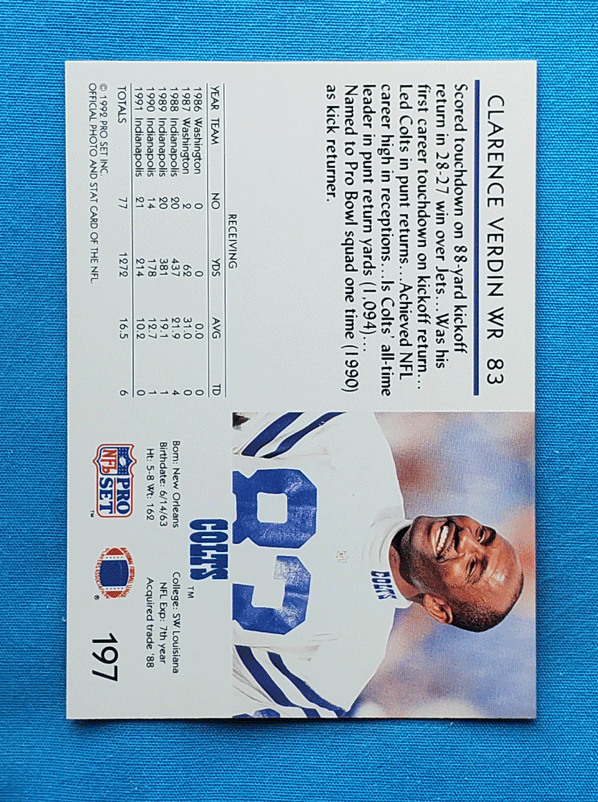 CLARENCE VERDIN WR 83
Scored touchdown on 88-yard kickoff
return in 28-27 win over Jets...Was his
first career touchdown on kickoff return...
Led Colts in punt returns...Achieved NFL
career high in receptions...Is Colts' all-time
leader in punt return yards (1,094)...
Named to Pro Bowl squad one time (1990)
as kick returner.
RECEIVING
YEAR TEAM NO YDS AVG TD
1986 Washington 0 0 0.0 0
1987 Washington 2 62 31.0 0
1988 Indianapolis 20 437 21.9 4
1989 Indianapolis 20 381 19.1 1
1990 Indianapolis 14 178 12.7 1
1991 Indianapolis 21 214 10.2 0
TOTALS 77 1272 16.5 6
© 1992 PRO SET INC.
OFFICIAL PHOTO AND STAT CARD OF THE NFL
COLTS
83
COLTS™
Born: New Orleans
Birthdate: 6/14/63
Ht: 5-8 Wt: 162
College: SW Louisiana
NFL Exp: 7th year
Acquired trade '88
PRO
NFL
SET™
®
197